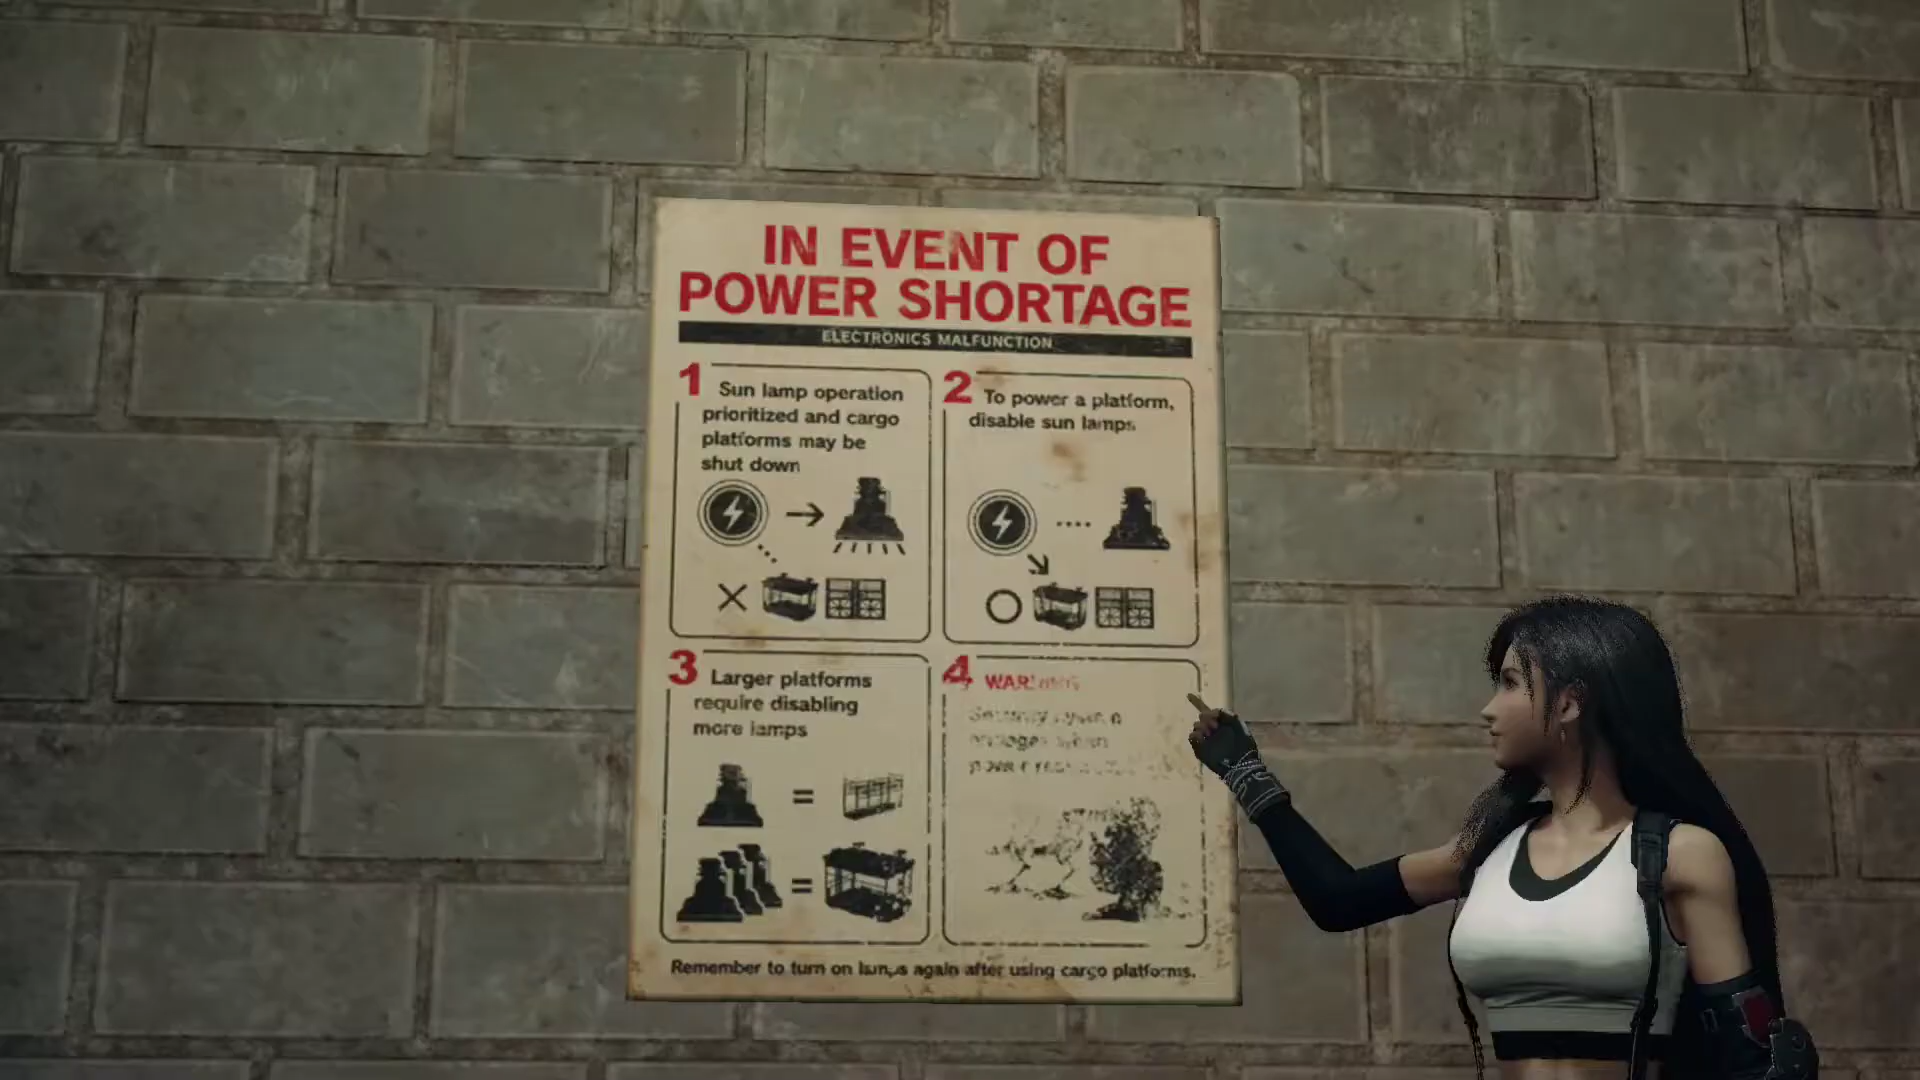 IN EVENT OF
POWER SHORTAGE
ELECTRONICS MALFUNCTION
1 Sun lamp operation
prioritized and cargo
platforms may be
shut down
2 To power a platform,
disable sun lamps
3 Larger platforms
require disabling
more lamps
4 WARNING
Remember to turn on lamps again after using cargo platforms.